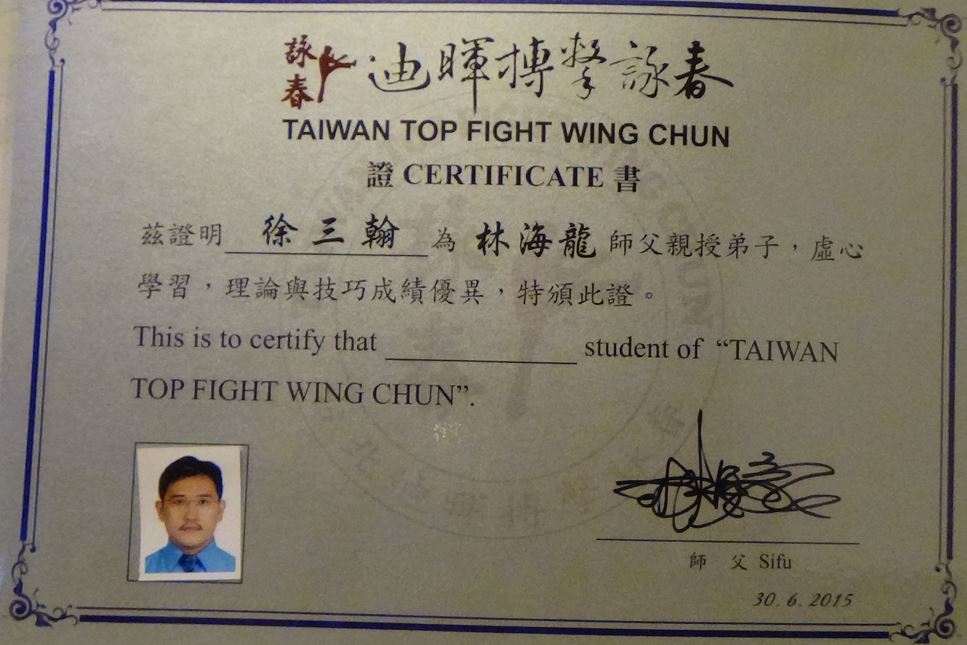 詠春
迪暉搏擊詠春
TAIWAN TOP FIGHT WING CHUN
證 CERTIFICATE 書
茲證明 徐三翰 為 林海龍 師父親授弟子，虛心
學習，理論與技巧成績優異，特頒此證。
This is to certify that ____________ student of “TAIWAN
TOP FIGHT WING CHUN”.
師 父 Sifu
30.6.2015